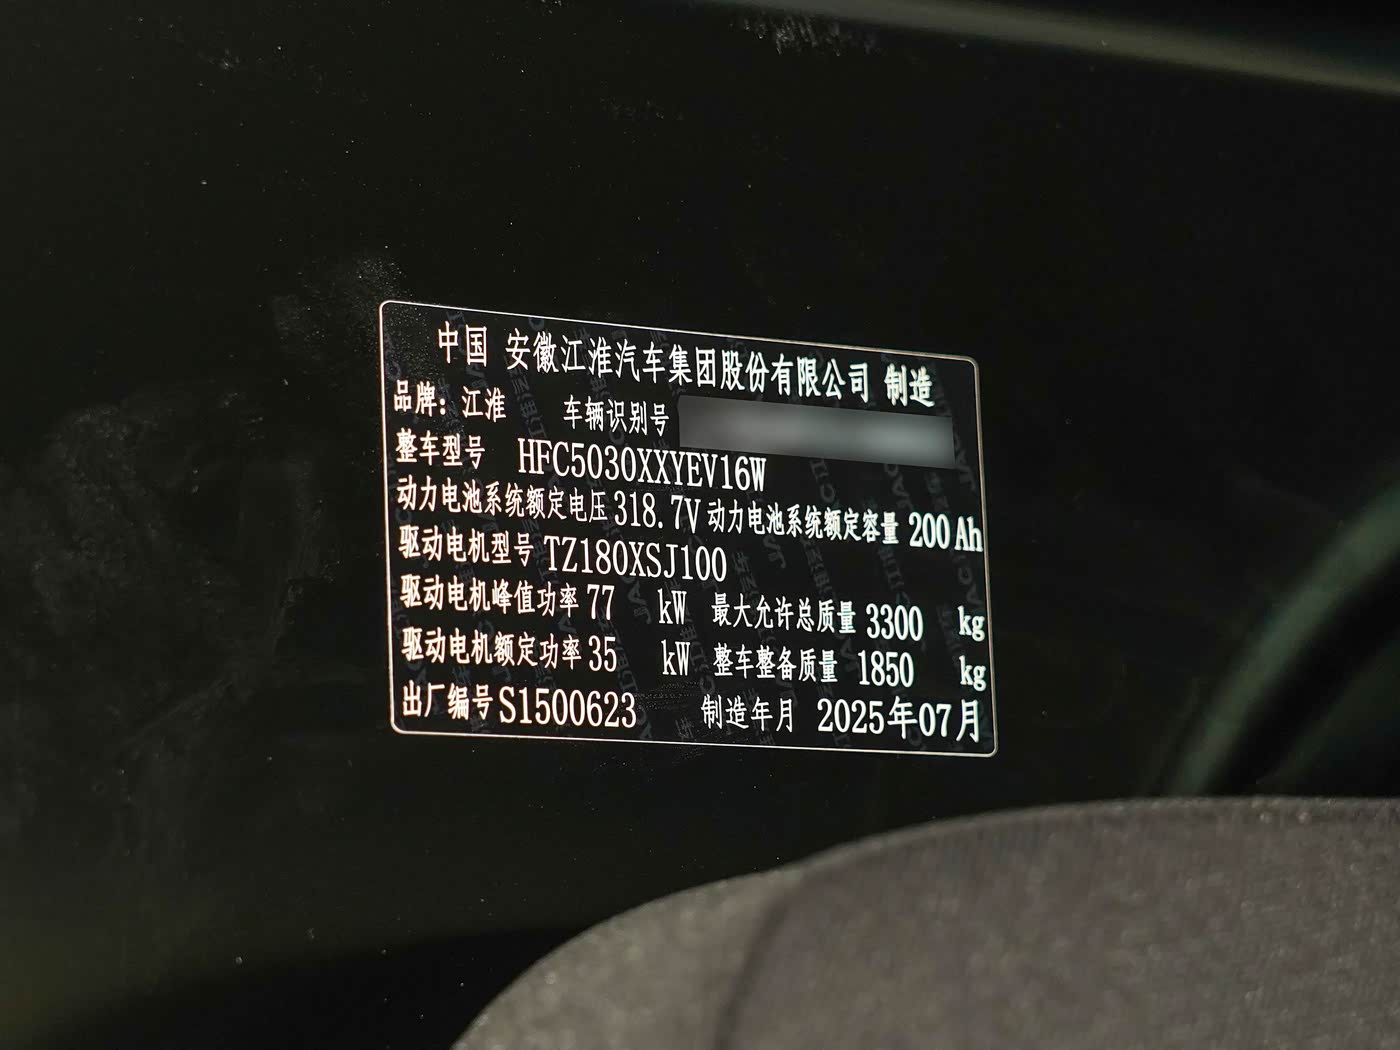 中国 安徽江淮汽车集团股份有限公司 制造
品牌：江淮 车辆识别号
整车型号 HFC5030XXYEV16W
动力电池系统额定电压 318.7V 动力电池系统额定容量 200 Ah
驱动电机型号 TZ180XSJ100
驱动电机峰值功率 77 kW 最大允许总质量 3300 kg
驱动电机额定功率 35 kW 整车整备质量 1850 kg
出厂编号 S1500623 制造年月 2025年07月